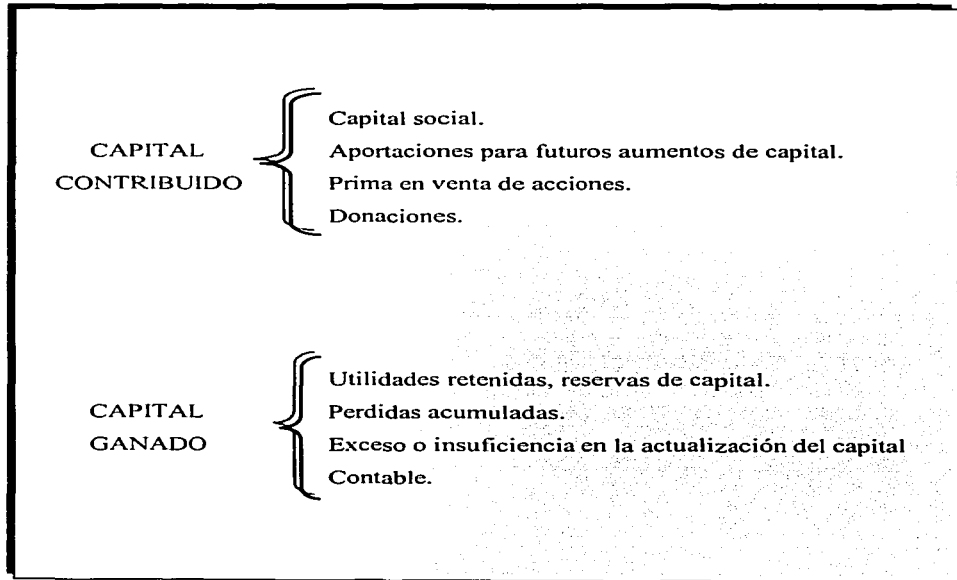 CAPITAL
CONTRIBUIDO
Capital social.
Aportaciones para futuros aumentos de capital.
Prima en venta de acciones.
Donaciones.
CAPITAL
GANADO
Utilidades retenidas, reservas de capital.
Perdidas acumuladas.
Exceso o insuficiencia en la actualización del capital
Contable.